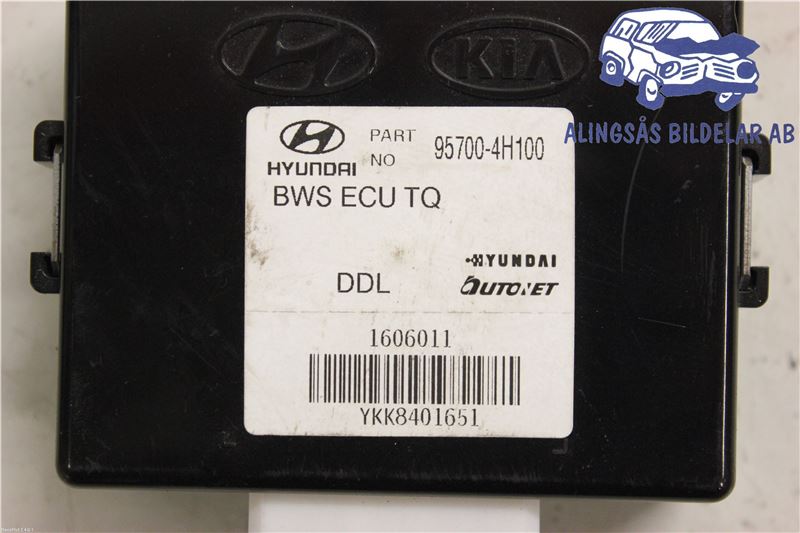 KIA
ALINGSÅS BILDELAR AB
HYUNDAI
PART NO 95700-4H100
BWS ECU TQ
DDL
HYUNDAI
AUTONET
1606011
YKK8401651